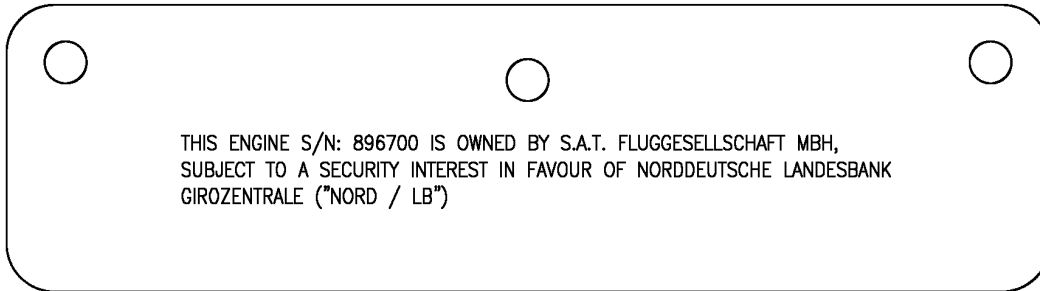 THIS ENGINE S/N: 896700 IS OWNED BY S.A.T. FLUGGESELLSCHAFT MBH,
SUBJECT TO A SECURITY INTEREST IN FAVOUR OF NORDDEUTSCHE LANDESBANK
GIROZENTRALE ("NORD / LB")